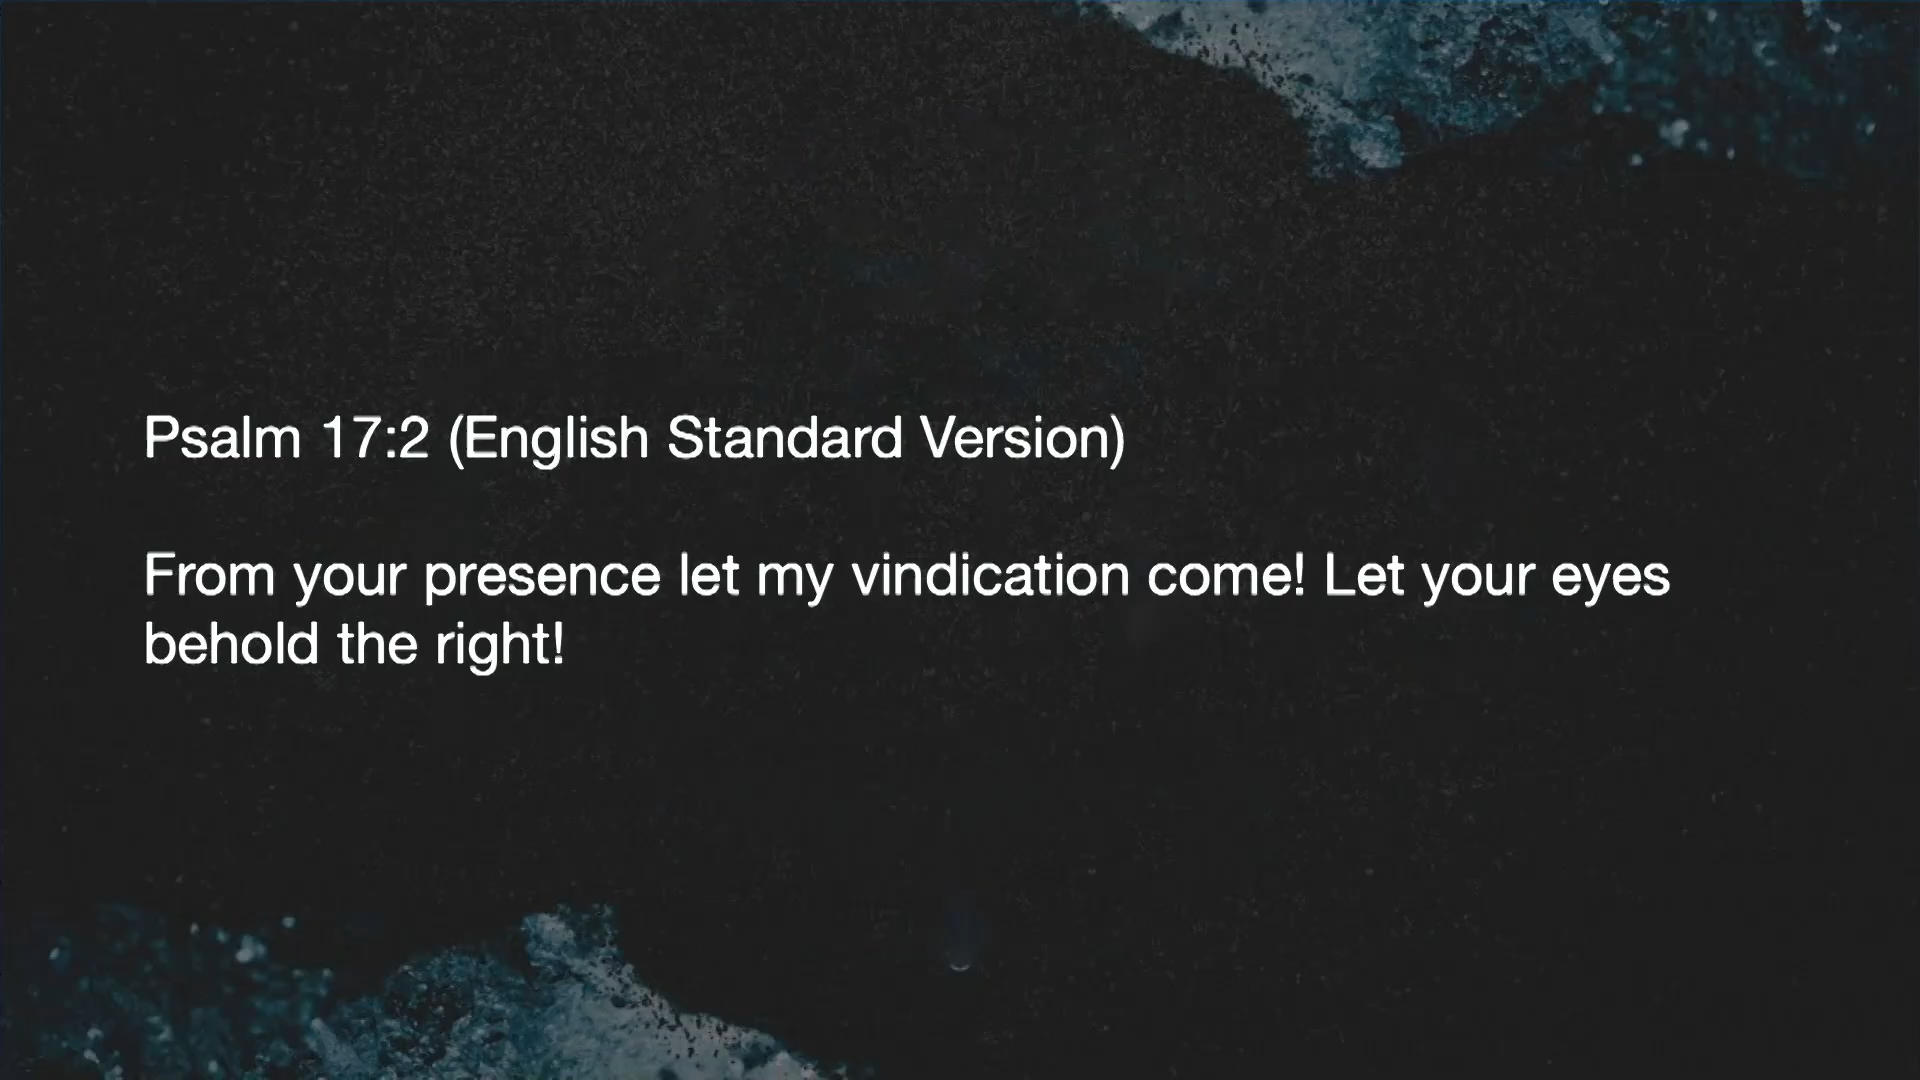 Psalm 17:2 (English Standard Version)
From your presence let my vindication come! Let your eyes
behold the right!